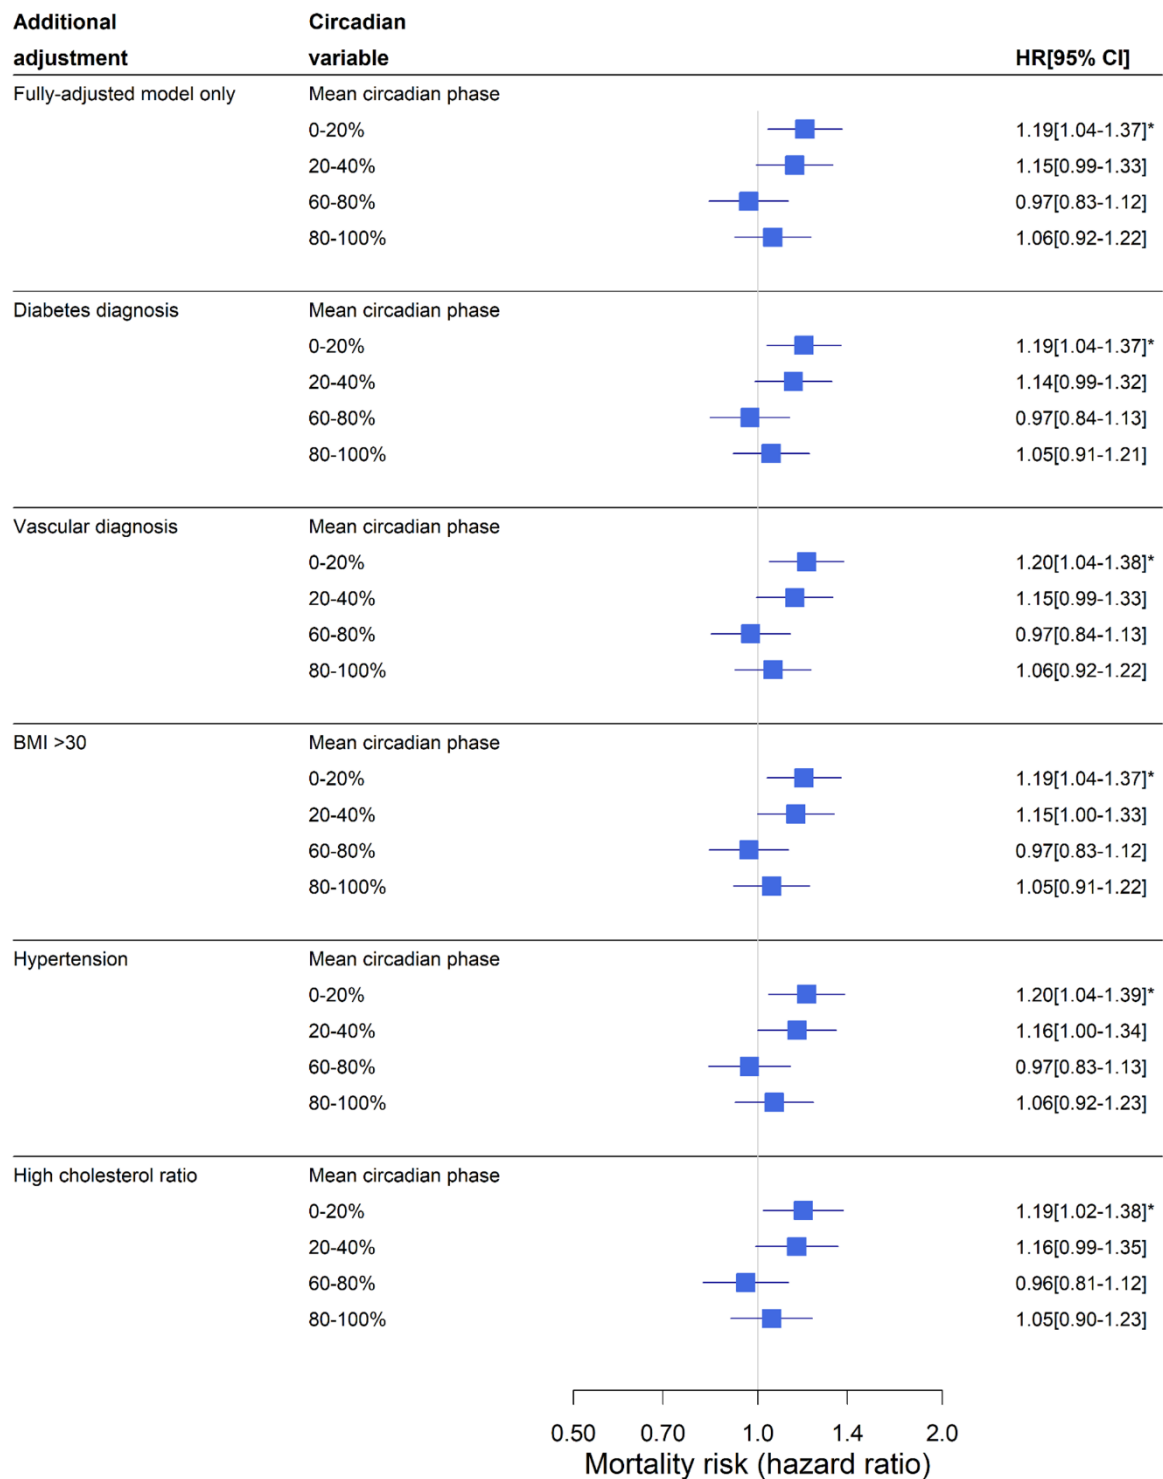 Additional Circadian
adjustment variable HR[95% CI]
Fully-adjusted model only Mean circadian phase
0-20% 1.19[1.04-1.37]*
20-40% 1.15[0.99-1.33]
60-80% 0.97[0.83-1.12]
80-100% 1.06[0.92-1.22]
Diabetes diagnosis Mean circadian phase
0-20% 1.19[1.04-1.37]*
20-40% 1.14[0.99-1.32]
60-80% 0.97[0.84-1.13]
80-100% 1.05[0.91-1.21]
Vascular diagnosis Mean circadian phase
0-20% 1.20[1.04-1.38]*
20-40% 1.15[0.99-1.33]
60-80% 0.97[0.84-1.13]
80-100% 1.06[0.92-1.22]
BMI >30 Mean circadian phase
0-20% 1.19[1.04-1.37]*
20-40% 1.15[1.00-1.33]
60-80% 0.97[0.83-1.12]
80-100% 1.05[0.91-1.22]
Hypertension Mean circadian phase
0-20% 1.20[1.04-1.39]*
20-40% 1.16[1.00-1.34]
60-80% 0.97[0.83-1.13]
80-100% 1.06[0.92-1.23]
High cholesterol ratio Mean circadian phase
0-20% 1.19[1.02-1.38]*
20-40% 1.16[0.99-1.35]
60-80% 0.96[0.81-1.12]
80-100% 1.05[0.90-1.23]
0.50 0.70 1.0 1.4 2.0
Mortality risk (hazard ratio)